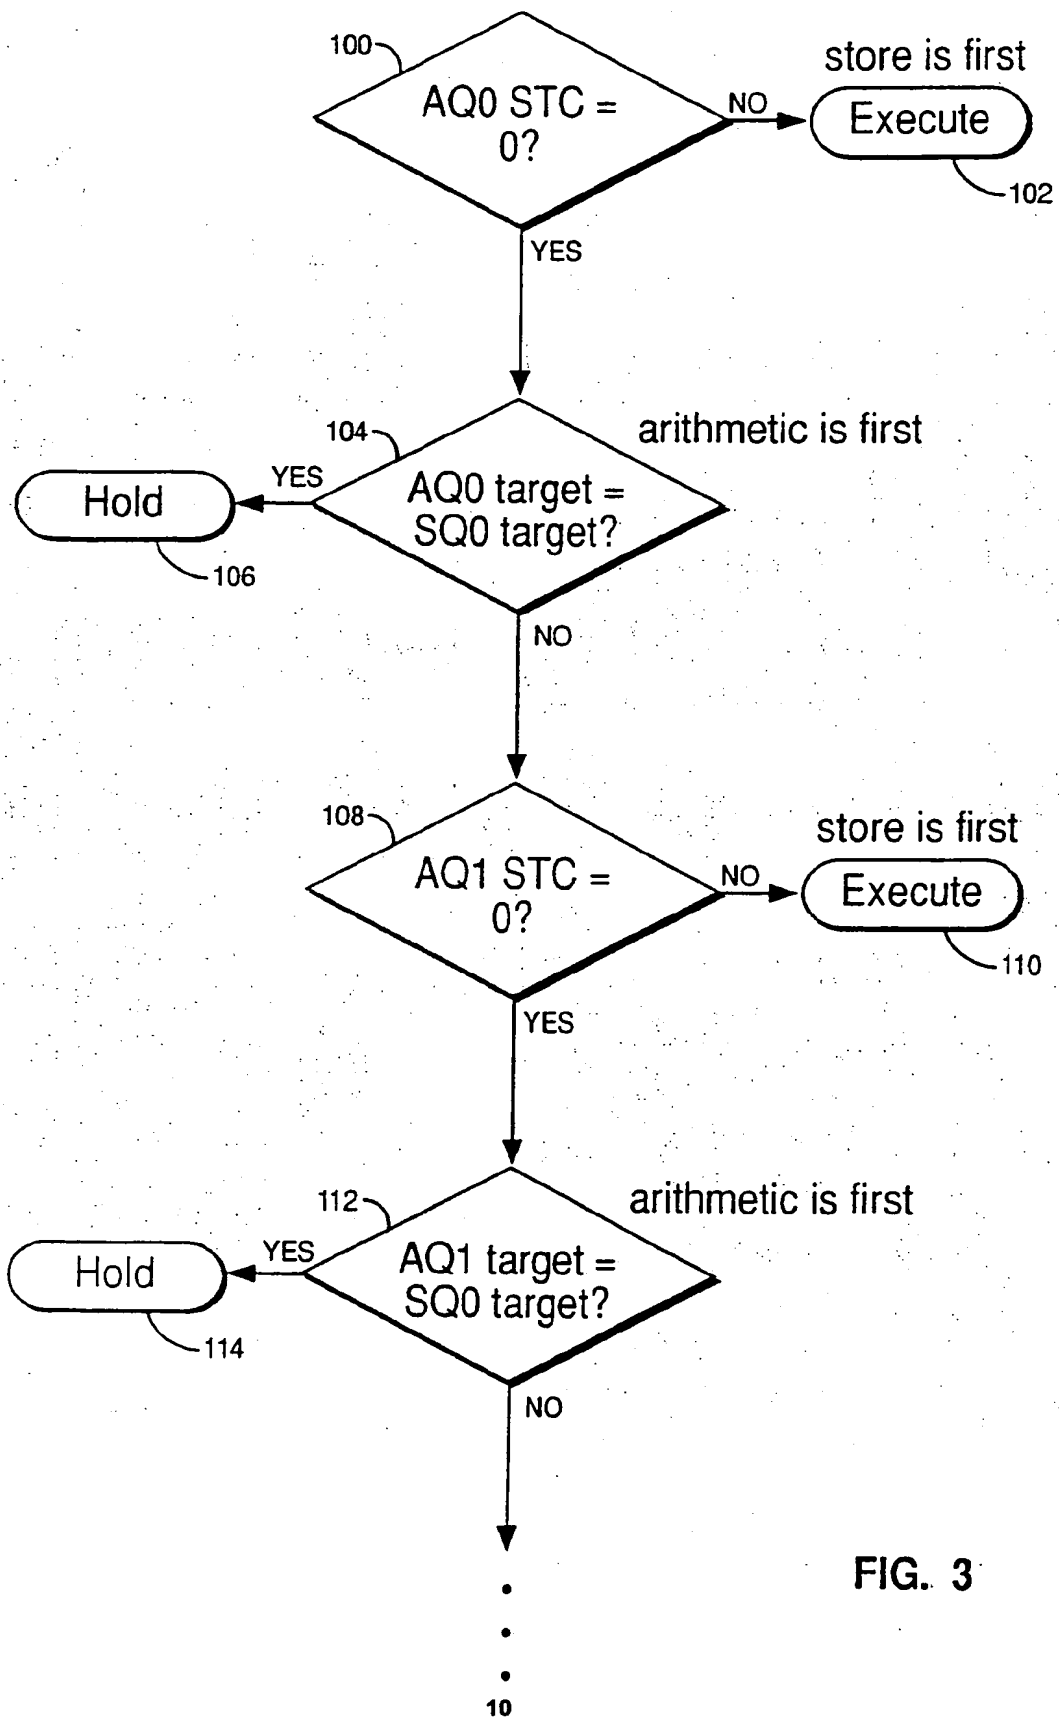 100
AQ0 STC =
0?
NO
store is first
Execute
102
YES
104
arithmetic is first
YES
Hold
AQ0 target =
SQ0 target?
106
NO
108
AQ1 STC =
0?
NO
store is first
Execute
110
YES
112
arithmetic is first
YES
Hold
AQ1 target =
SQ0 target?
114
NO
FIG. 3
10